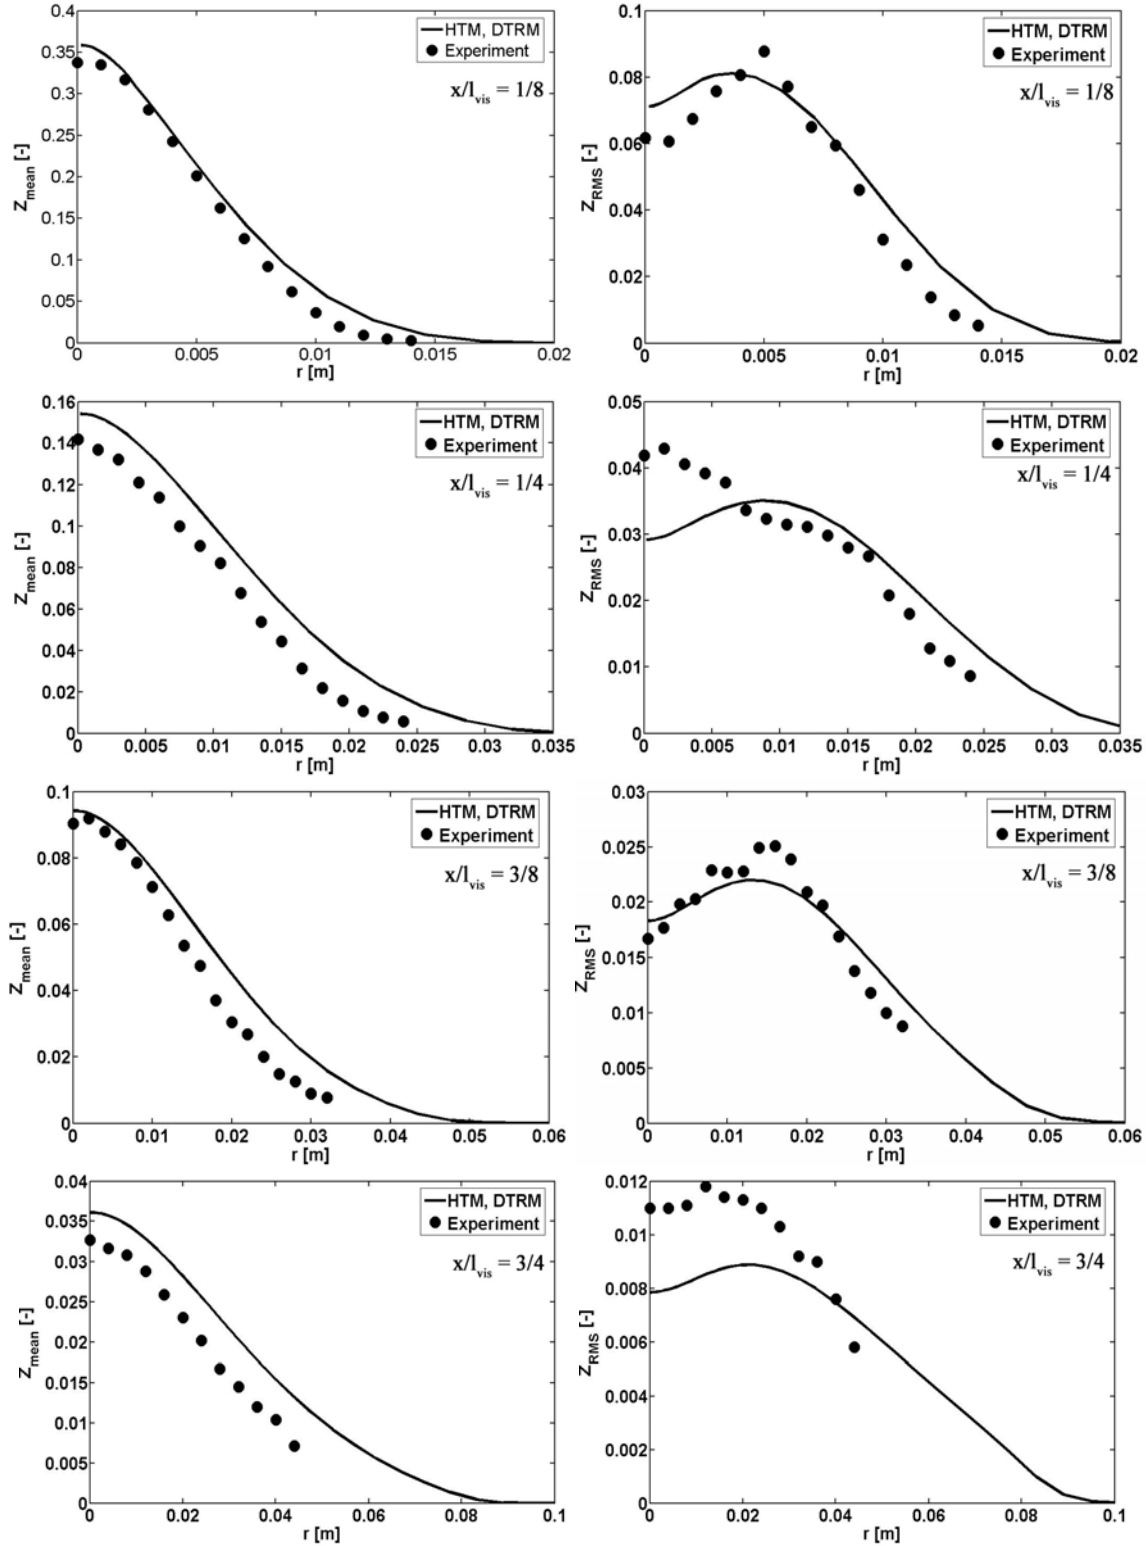 0.4
0.35
0.3
0.25
0.2
0.15
0.1
0.05
0
Z_mean [-]
HTM, DTRM
Experiment
x/l_vis = 1/8
0 0.005 0.01 0.015 0.02
r [m]
0.1
0.08
0.06
0.04
0.02
0
Z_RMS [-]
HTM, DTRM
Experiment
x/l_vis = 1/8
0 0.005 0.01 0.015 0.02
r [m]
0.16
0.14
0.12
0.1
0.08
0.06
0.04
0.02
0
Z_mean [-]
HTM, DTRM
Experiment
x/l_vis = 1/4
0 0.005 0.01 0.015 0.02 0.025 0.03 0.035
r [m]
0.05
0.04
0.03
0.02
0.01
0
Z_RMS [-]
HTM, DTRM
Experiment
x/l_vis = 1/4
0 0.005 0.01 0.015 0.02 0.025 0.03 0.035
r [m]
0.1
0.08
0.06
0.04
0.02
0
Z_mean [-]
HTM, DTRM
Experiment
x/l_vis = 3/8
0 0.01 0.02 0.03 0.04 0.05 0.06
r [m]
0.03
0.025
0.02
0.015
0.01
0.005
0
Z_RMS [-]
HTM, DTRM
Experiment
x/l_vis = 3/8
0 0.01 0.02 0.03 0.04 0.05 0.06
r [m]
0.04
0.035
0.03
0.025
0.02
0.015
0.01
0.005
0
Z_mean [-]
HTM, DTRM
Experiment
x/l_vis = 3/4
0 0.02 0.04 0.06 0.08 0.1
r [m]
0.012
0.01
0.008
0.006
0.004
0.002
0
Z_RMS [-]
HTM, DTRM
Experiment
x/l_vis = 3/4
0 0.02 0.04 0.06 0.08 0.1
r [m]